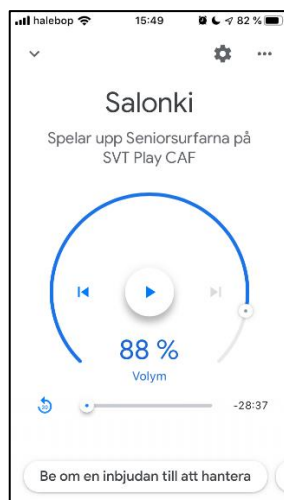 halebop 15:49 82 %
Salonki
Spelar upp Seniorsurfarna på
SVT Play CAF
88 %
Volym
-28:37
Be om en inbjudan till att hantera